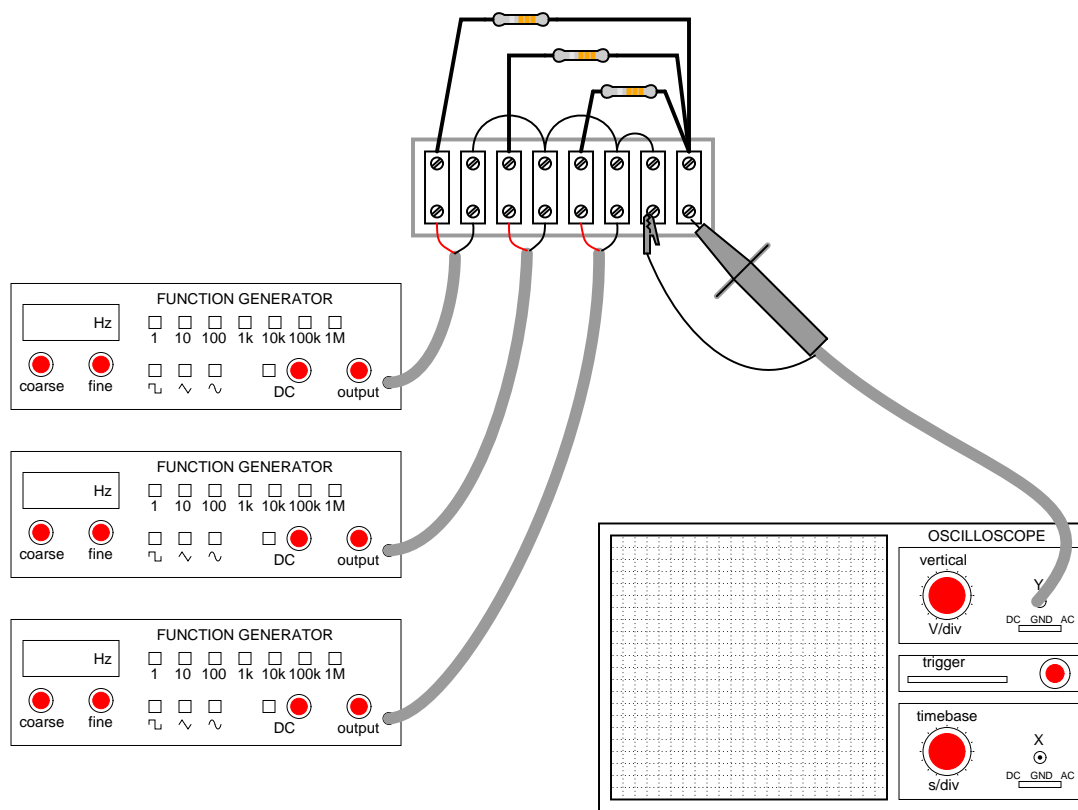 FUNCTION GENERATOR
Hz
1 10 100 1k 10k 100k 1M
coarse fine
DC output
FUNCTION GENERATOR
Hz
1 10 100 1k 10k 100k 1M
coarse fine
DC output
FUNCTION GENERATOR
Hz
1 10 100 1k 10k 100k 1M
coarse fine
DC output
OSCILLOSCOPE
vertical
Y
DC GND AC
V/div
trigger
timebase
X
DC GND AC
s/div